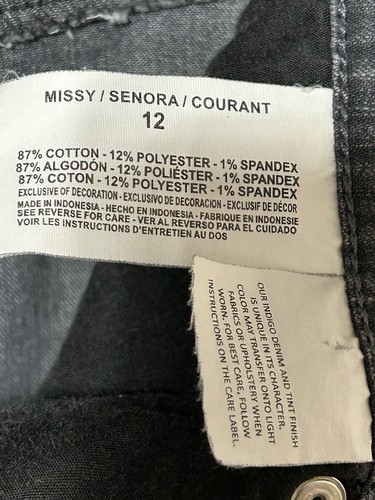 MISSY / SENORA / COURANT
12
87% COTTON - 12% POLYESTER - 1% SPANDEX
87% ALGODÓN - 12% POLIÉSTER - 1% SPANDEX
87% COTON - 12% POLYESTER - 1% SPANDEX
EXCLUSIVE OF DECORATION - EXCLUSIVO DE DECORACION - EXCLUSIF DE DÉCOR
MADE IN INDONESIA - HECHO EN INDONESIA - FABRIQUE EN INDONESIE
SEE REVERSE FOR CARE - VER AL REVERSO PARA EL CUIDADO
VOIR LES INSTRUCTIONS D'ENTRETIEN AU DOS
OUR INDIGO DENIM AND TINT FINISH
IS UNIQUE IN ITS CHARACTER.
COLOR MAY TRANSFER ONTO LIGHT
FABRICS OR UPHOLSTERY WHEN
WORN. FOR BEST CARE, FOLLOW
INSTRUCTIONS ON THE CARE LABEL.